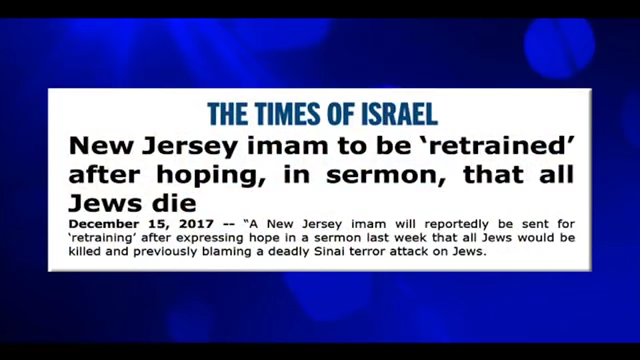 THE TIMES OF ISRAEL
New Jersey imam to be ‘retrained’
after hoping, in sermon, that all
Jews die
December 15, 2017 -- “A New Jersey imam will reportedly be sent for
‘retraining’ after expressing hope in a sermon last week that all Jews would be
killed and previously blaming a deadly Sinai terror attack on Jews.